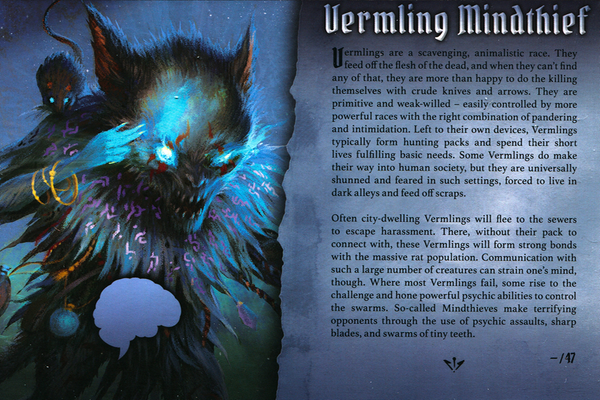 Vermling Mindthief
Vermlings are a scavenging, animalistic race. They
feed off the flesh of the dead, and when they can't find
any of that, they are more than happy to do the killing
themselves with crude knives and arrows. They are
primitive and weak-willed – easily controlled by more
powerful races with the right combination of pandering
and intimidation. Left to their own devices, Vermlings
typically form hunting packs and spend their short
lives fulfilling basic needs. Some Vermlings do make
their way into human society, but they are universally
shunned and feared in such settings, forced to live in
dark alleys and feed off scraps.
Often city-dwelling Vermlings will flee to the sewers
to escape harassment. There, without their pack to
connect with, these Vermlings will form strong bonds
with the massive rat population. Communication with
such a large number of creatures can strain one's mind,
though. Where most Vermlings fail, some rise to the
challenge and hone powerful psychic abilities to control
the swarms. So-called Mindthieves make terrifying
opponents through the use of psychic assaults, sharp
blades, and swarms of tiny teeth.
–/47